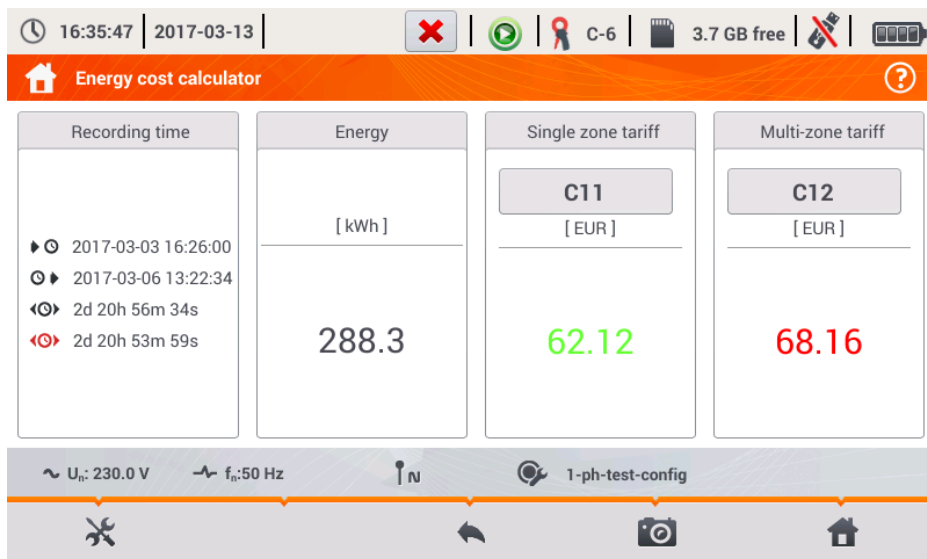 16:35:47 2017-03-13 C-6 3.7 GB free
Energy cost calculator ?
Recording time
2017-03-03 16:26:00
2017-03-06 13:22:34
2d 20h 56m 34s
2d 20h 53m 59s
Energy
[ kWh ]
288.3
Single zone tariff
C11
[ EUR ]
62.12
Multi-zone tariff
C12
[ EUR ]
68.16
Un: 230.0 V fn:50 Hz N 1-ph-test-config